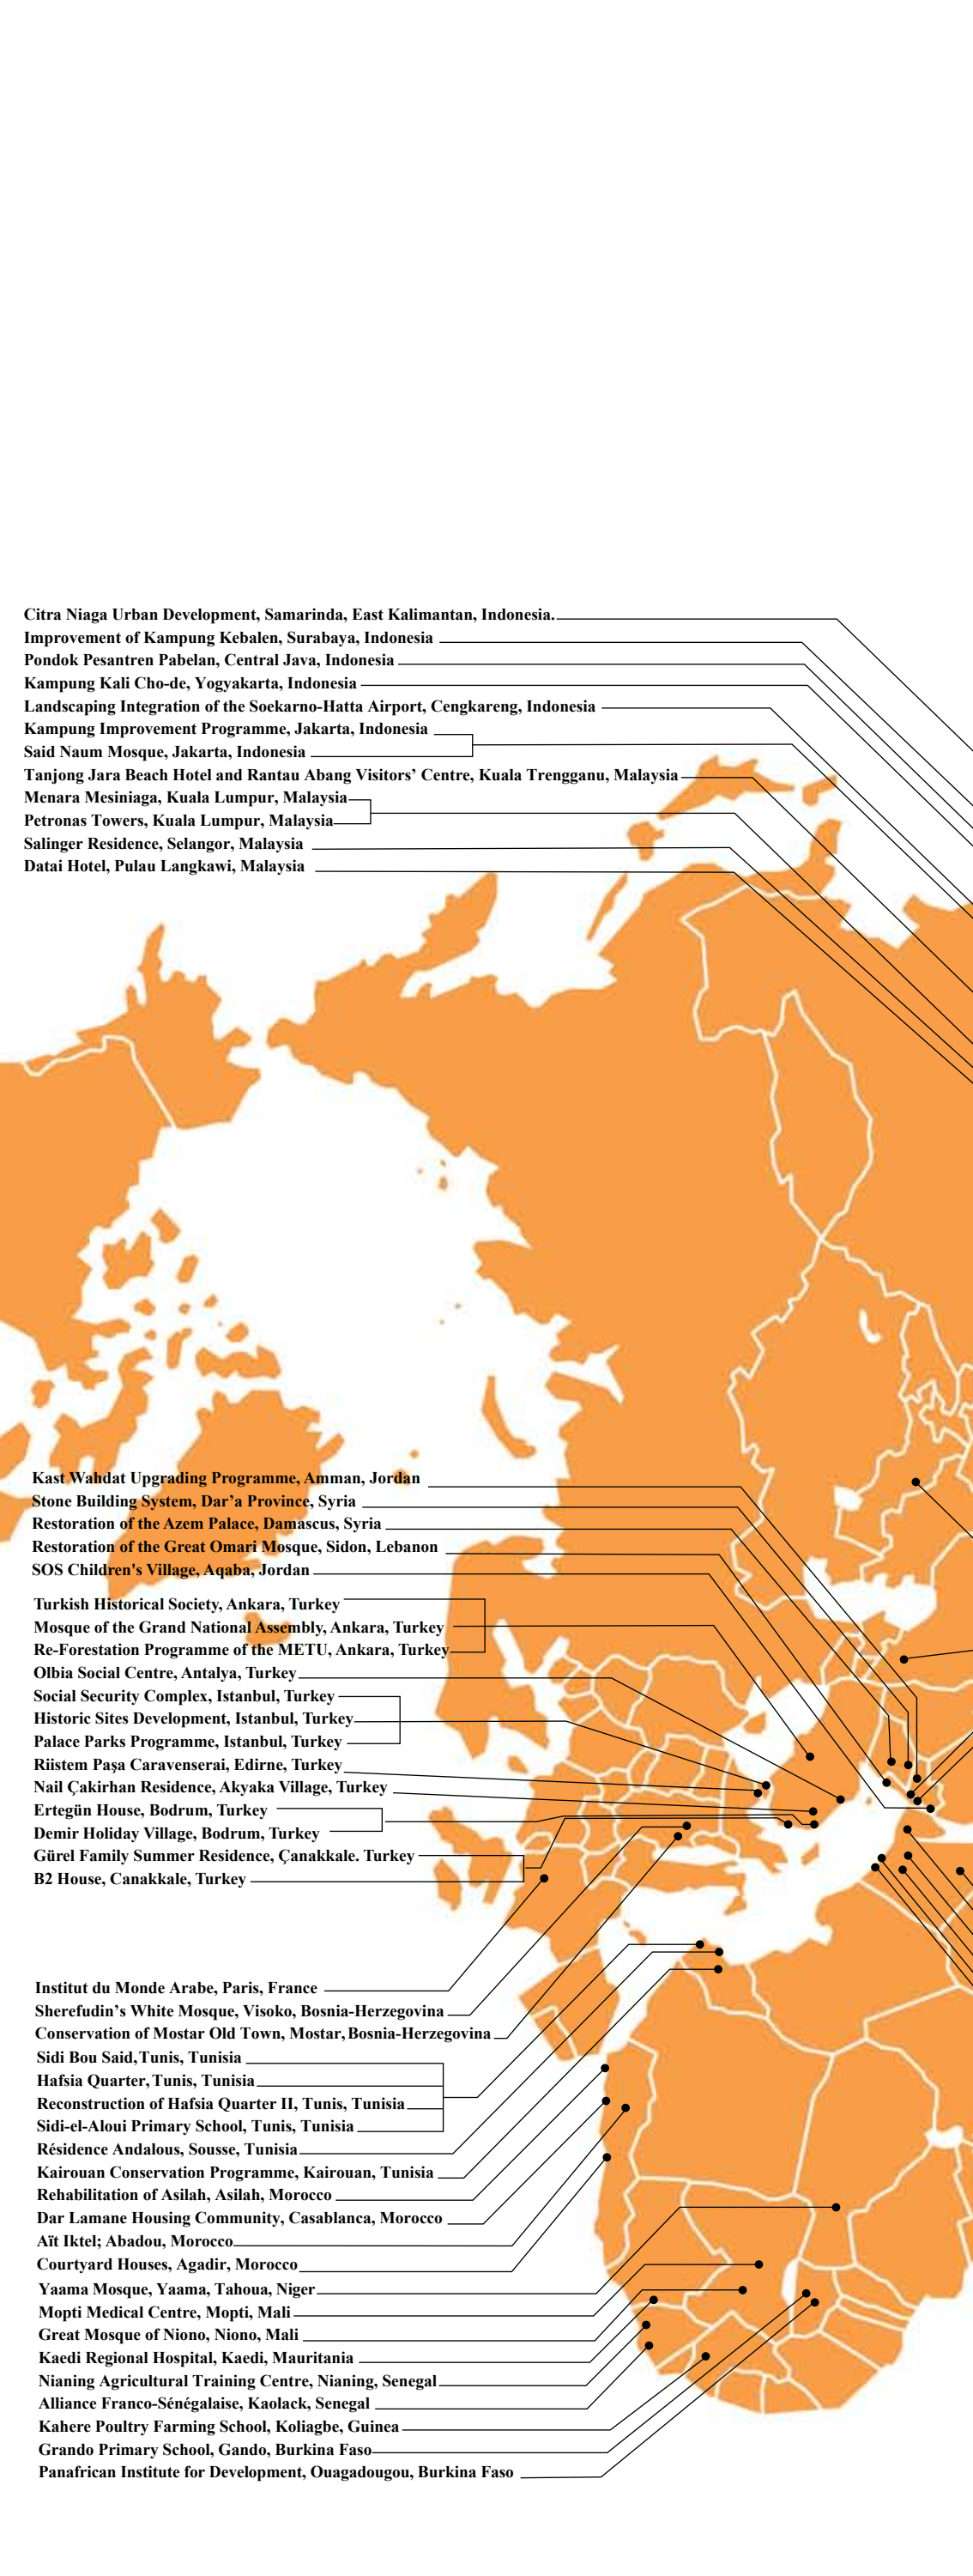 Citra Niaga Urban Development, Samarinda, East Kalimantan, Indonesia.
Improvement of Kampung Kebalen, Surabaya, Indonesia
Pondok Pesantren Pabelan, Central Java, Indonesia
Kampung Kali Cho-de, Yogyakarta, Indonesia
Landscaping Integration of the Soekarno-Hatta Airport, Cengkareng, Indonesia
Kampung Improvement Programme, Jakarta, Indonesia
Said Naum Mosque, Jakarta, Indonesia
Tanjong Jara Beach Hotel and Rantau Abang Visitors’ Centre, Kuala Trengganu, Malaysia
Menara Mesiniaga, Kuala Lumpur, Malaysia
Petronas Towers, Kuala Lumpur, Malaysia
Salinger Residence, Selangor, Malaysia
Datai Hotel, Pulau Langkawi, Malaysia
Kast Wahdat Upgrading Programme, Amman, Jordan
Stone Building System, Dar’a Province, Syria
Restoration of the Azem Palace, Damascus, Syria
Restoration of the Great Omari Mosque, Sidon, Lebanon
SOS Children's Village, Aqaba, Jordan
Turkish Historical Society, Ankara, Turkey
Mosque of the Grand National Assembly, Ankara, Turkey
Re-Forestation Programme of the METU, Ankara, Turkey
Olbia Social Centre, Antalya, Turkey
Social Security Complex, Istanbul, Turkey
Historic Sites Development, Istanbul, Turkey
Palace Parks Programme, Istanbul, Turkey
Riistem Paşa Caravenserai, Edirne, Turkey
Nail Çakirhan Residence, Akyaka Village, Turkey
Ertegün House, Bodrum, Turkey
Demir Holiday Village, Bodrum, Turkey
Gürel Family Summer Residence, Çanakkale. Turkey
B2 House, Canakkale, Turkey
Institut du Monde Arabe, Paris, France
Sherefudin’s White Mosque, Visoko, Bosnia-Herzegovina
Conservation of Mostar Old Town, Mostar, Bosnia-Herzegovina
Sidi Bou Said, Tunis, Tunisia
Hafsia Quarter, Tunis, Tunisia
Reconstruction of Hafsia Quarter II, Tunis, Tunisia
Sidi-el-Aloui Primary School, Tunis, Tunisia
Résidence Andalous, Sousse, Tunisia
Kairouan Conservation Programme, Kairouan, Tunisia
Rehabilitation of Asilah, Asilah, Morocco
Dar Lamane Housing Community, Casablanca, Morocco
Aït Iktel; Abadou, Morocco
Courtyard Houses, Agadir, Morocco
Yaama Mosque, Yaama, Tahoua, Niger
Mopti Medical Centre, Mopti, Mali
Great Mosque of Niono, Niono, Mali
Kaedi Regional Hospital, Kaedi, Mauritania
Nianing Agricultural Training Centre, Nianing, Senegal
Alliance Franco-Sénégalaise, Kaolack, Senegal
Kahere Poultry Farming School, Koliagbe, Guinea
Grando Primary School, Gando, Burkina Faso
Panafrican Institute for Development, Ouagadougou, Burkina Faso